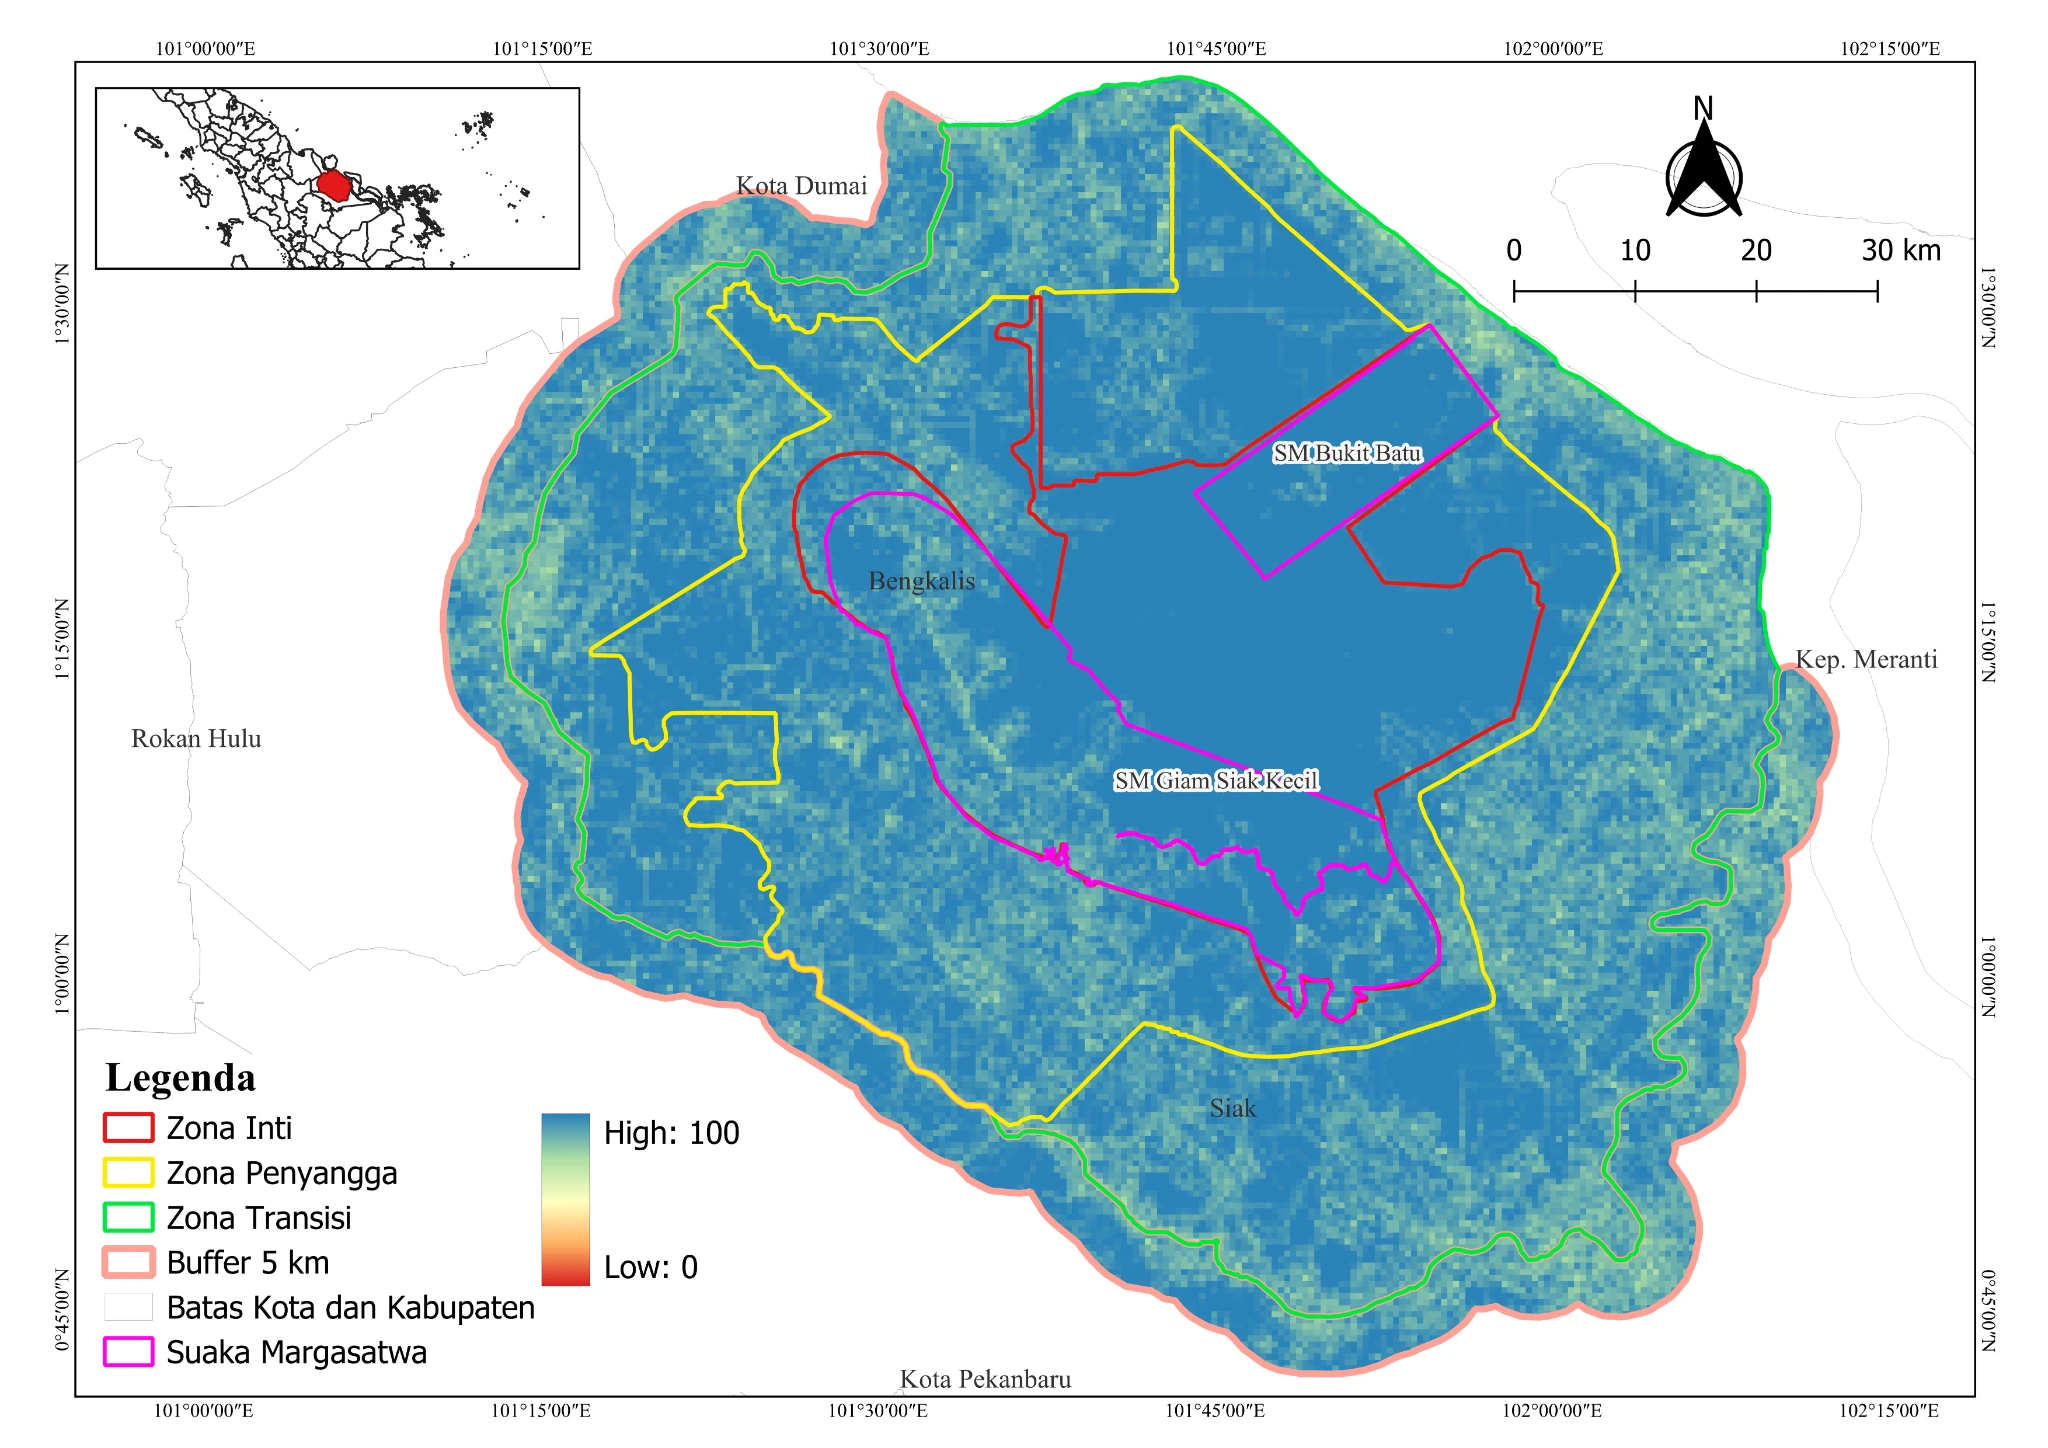 101°00′00″E 101°15′00″E 101°30′00″E 101°45′00″E 102°00′00″E 102°15′00″E
N
Kota Dumai
0 10 20 30 km
1°30′00″N 1°30′00″N
SM Bukit Batu
Bengkalis
1°15′00″N 1°15′00″N
Kep. Meranti
Rokan Hulu
SM Giam Siak Kecil
1°00′00″N 1°00′00″N
Siak
Legenda
Zona Inti
Zona Penyangga
Zona Transisi
Buffer 5 km
Batas Kota dan Kabupaten
Suaka Margasatwa
High: 100
Low: 0
0°45′00″N 0°45′00″N
Kota Pekanbaru
101°00′00″E 101°15′00″E 101°30′00″E 101°45′00″E 102°00′00″E 102°15′00″E